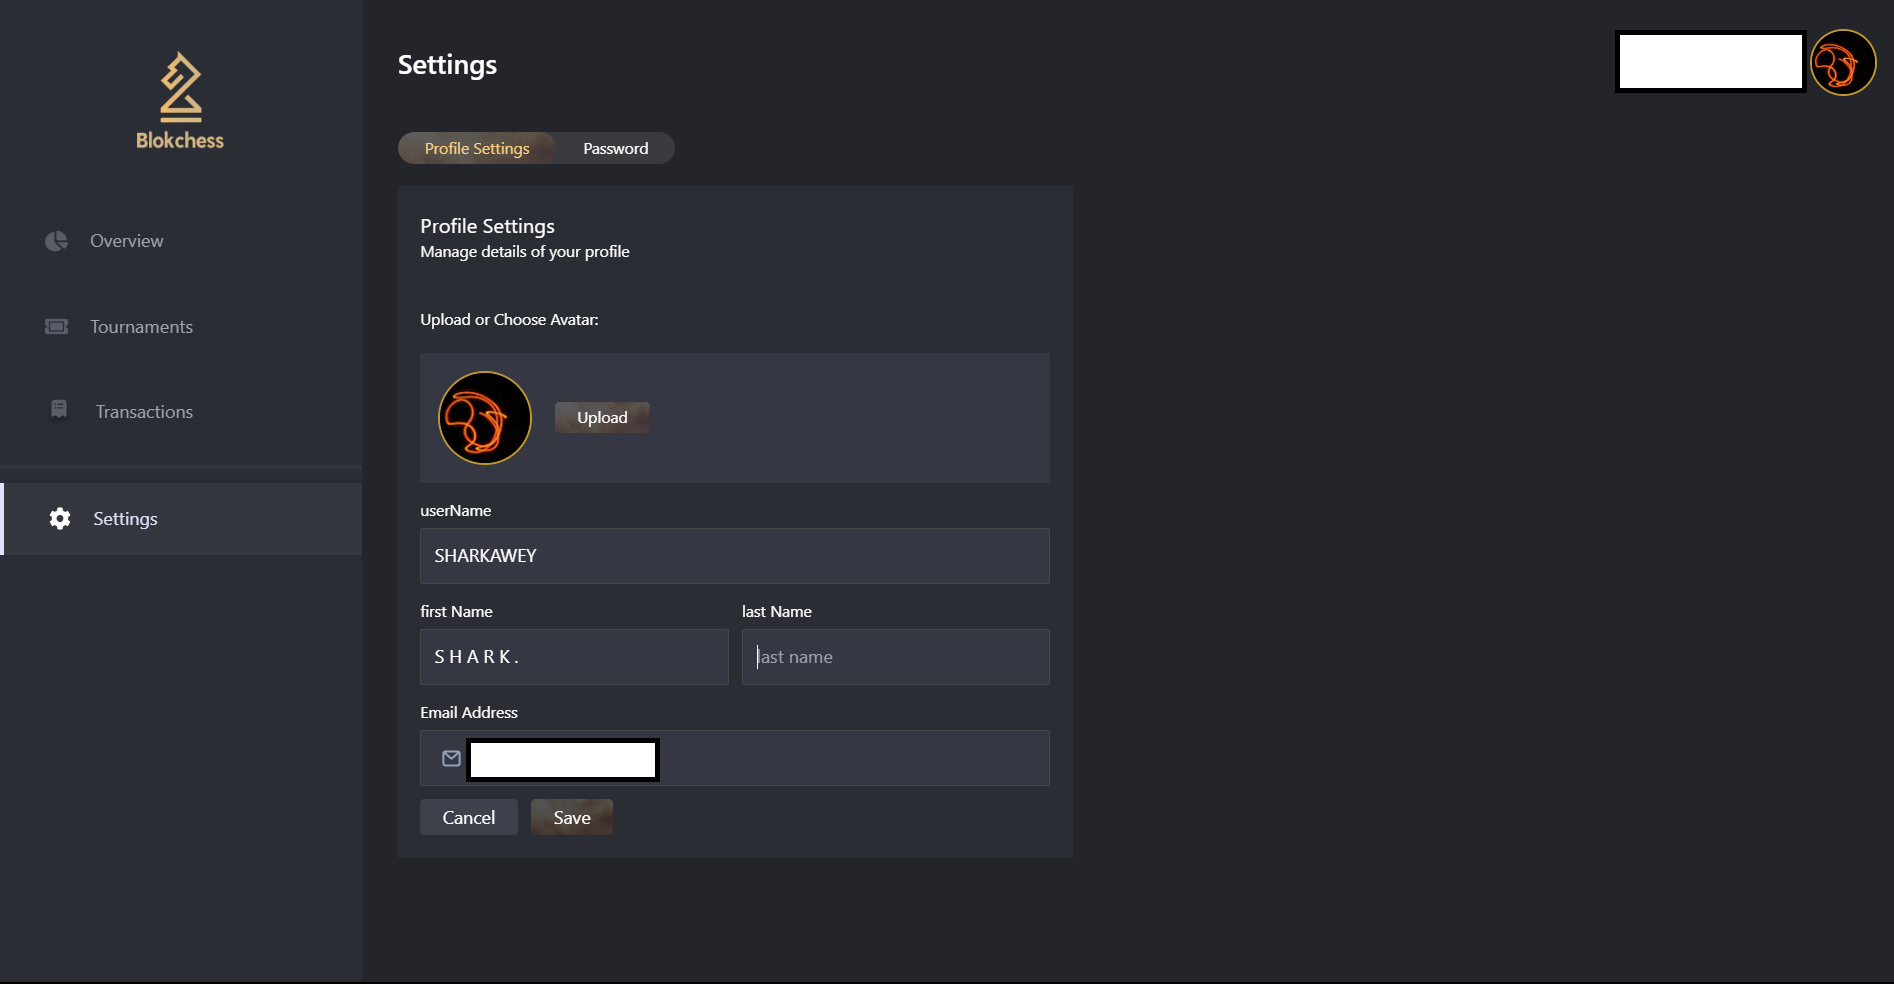 Blokchess
Overview
Tournaments
Transactions
Settings
Settings
Profile Settings
Password
Profile Settings
Manage details of your profile
Upload or Choose Avatar:
Upload
userName
SHARKAWEY
first Name
last Name
S H A R K .
last name
Email Address
Cancel
Save